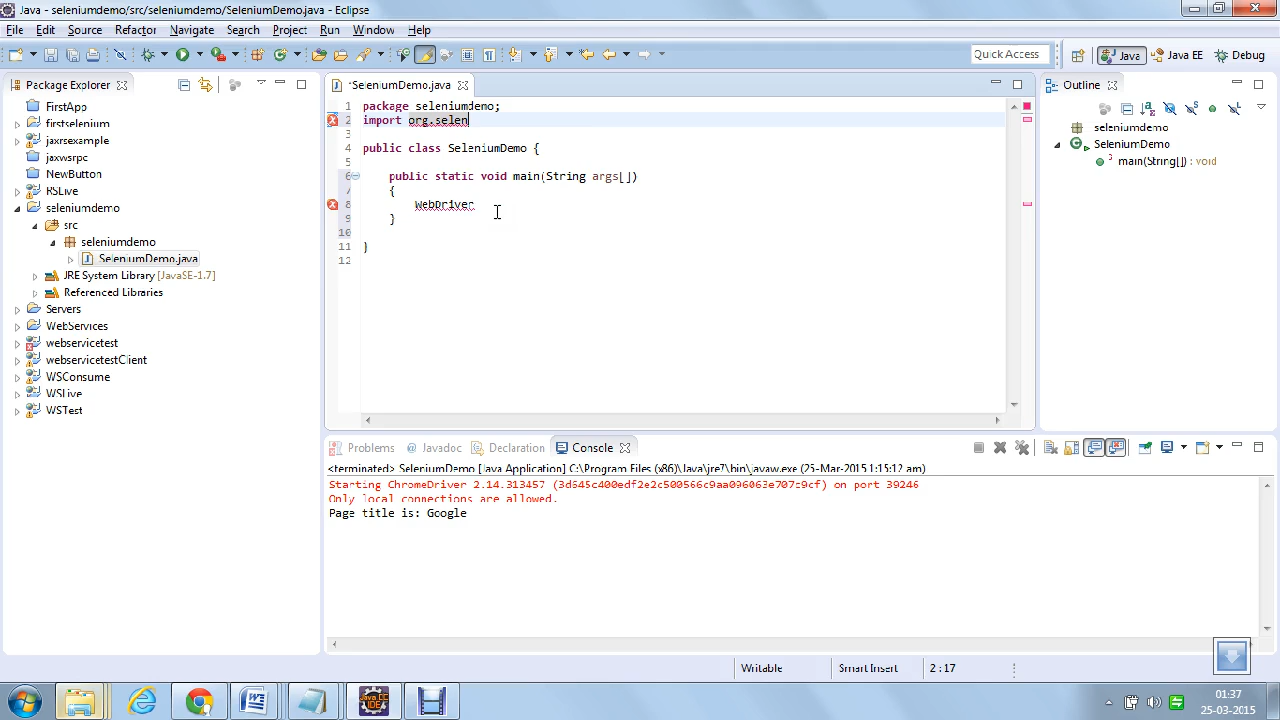 Java - seleniumdemo/src/seleniumdemo/SeleniumDemo.java - Eclipse
File Edit Source Refactor Navigate Search Project Run Window Help
Quick Access
Java
Java EE
Debug
Package Explorer
FirstApp
firstselenium
jaxrsexample
jaxwsrpc
NewButton
RSLive
seleniumdemo
src
seleniumdemo
SeleniumDemo.java
JRE System Library [JavaSE-1.7]
Referenced Libraries
Servers
WebServices
webservicetest
webservicetestClient
WSConsume
WSLive
WSTest
*SeleniumDemo.java
1 package seleniumdemo;
2 import org.selen
3
4 public class SeleniumDemo {
5
6 public static void main(String args[])
7 {
8 WebDriver
9 }
10
11 }
12
Outline
seleniumdemo
SeleniumDemo
main(String[]) : void
Problems Javadoc Declaration Console
<terminated> SeleniumDemo [Java Application] C:\Program Files (x86)\Java\jre7\bin\javaw.exe (25-Mar-2015 1:15:12 am)
Starting ChromeDriver 2.14.313457 (3d645c400edf2e2c500566c9aa096063e707c9cf) on port 39246
Only local connections are allowed.
Page title is: Google
Writable
Smart Insert
2 : 17
01:37
25-03-2015